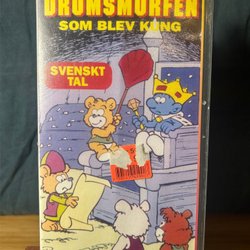 DRÖMSMURFEN
SOM BLEV KUNG
SVENSKT
TAL